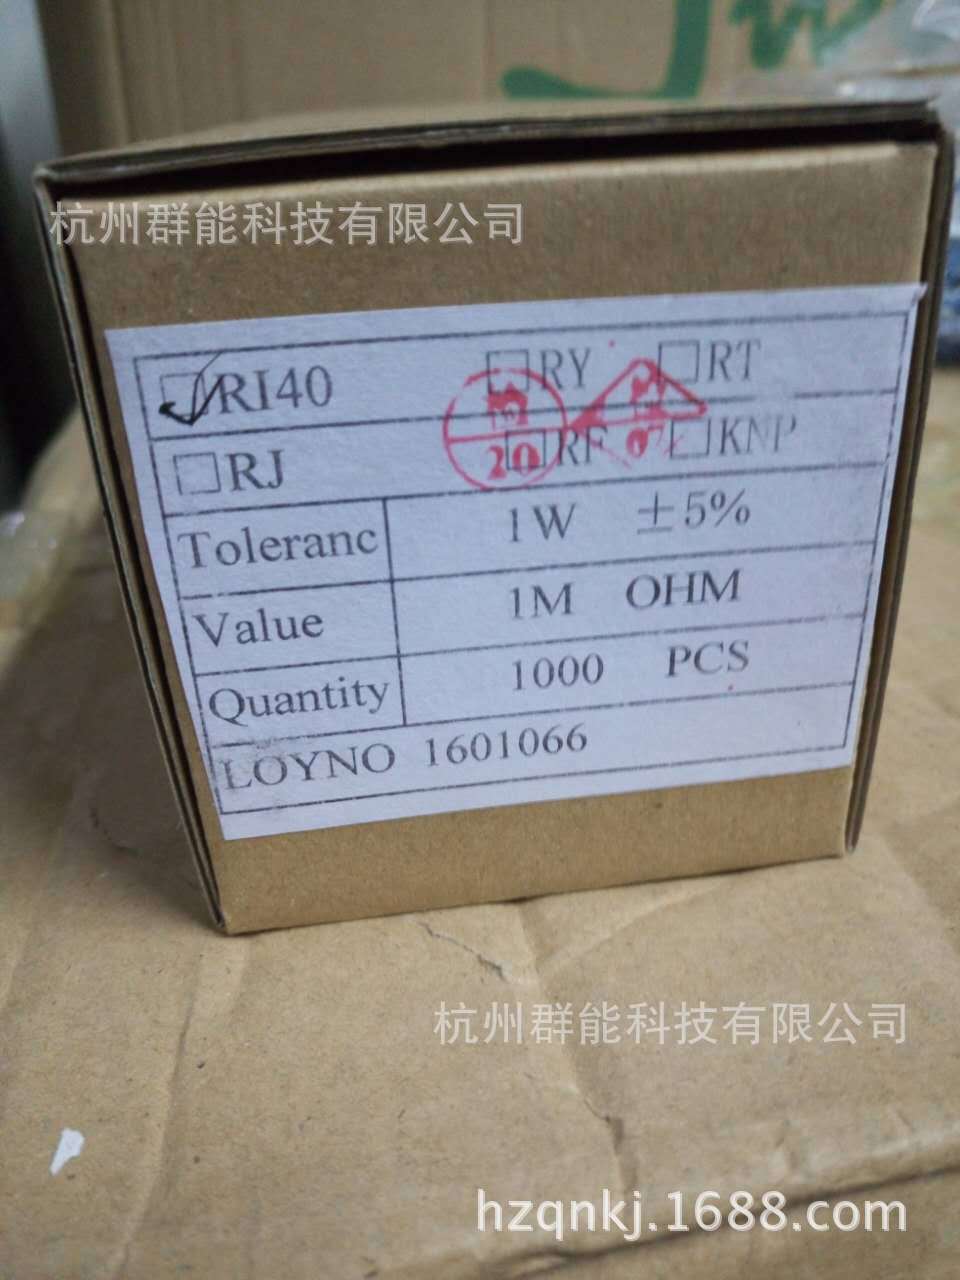 杭州群能科技有限公司
RI40 RY RT
RJ RF KNP
20
Toleranc 1W ±5%
Value 1M OHM
Quantity 1000 PCS
LOYNO 1601066
杭州群能科技有限公司
hzqnkj.1688.com